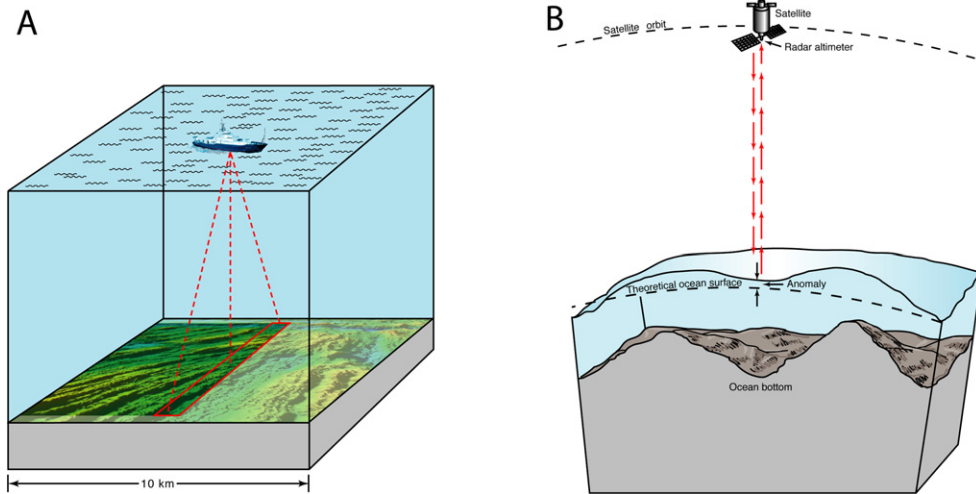 A
10 km
B
Satellite
Satellite orbit
Radar altimeter
Theoretical ocean surface
Anomaly
Ocean bottom